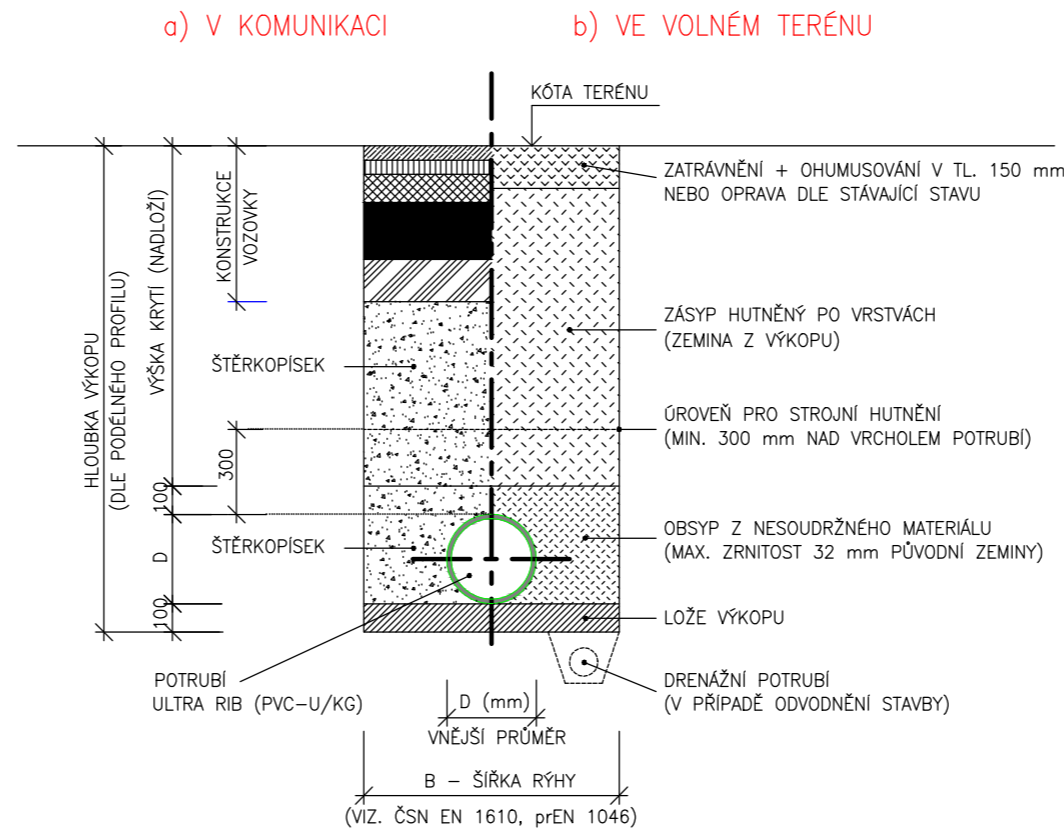 a) V KOMUNIKACI
b) VE VOLNÉM TERÉNU
KÓTA TERÉNU
ZATRÁVNĚNÍ + OHUMUSOVÁNÍ V TL. 150 mm
NEBO OPRAVA DLE STÁVAJÍCÍ STAVU
HLOUBKA VÝKOPU
(DLE PODÉLNÉHO PROFILU)
VÝŠKA KRYTÍ (NADLOŽÍ)
KONSTRUKCE
VOZOVKY
ZÁSYP HUTNĚNÝ PO VRSTVÁCH
(ZEMINA Z VÝKOPU)
ŠTĚRKOPÍSEK
ÚROVEŇ PRO STROJNÍ HUTNĚNÍ
(MIN. 300 mm NAD VRCHOLEM POTRUBÍ)
300
100
D
100
ŠTĚRKOPÍSEK
OBSYP Z NESOUDRŽNÉHO MATERIÁLU
(MAX. ZRNITOST 32 mm PŮVODNÍ ZEMINY)
LOŽE VÝKOPU
POTRUBÍ
ULTRA RIB (PVC-U/KG)
DRENÁŽNÍ POTRUBÍ
(V PŘÍPADĚ ODVODNĚNÍ STAVBY)
D (mm)
VNĚJŠÍ PRŮMĚR
B - ŠÍŘKA RÝHY
(VIZ. ČSN EN 1610, prEN 1046)